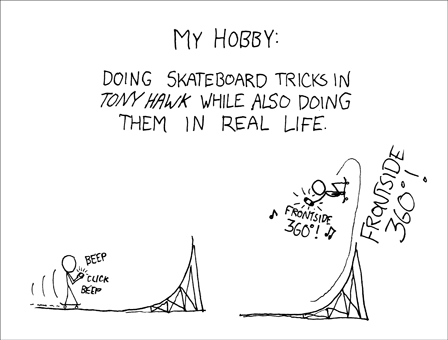 MY HOBBY:
DOING SKATEBOARD TRICKS IN
TONY HAWK WHILE ALSO DOING
THEM IN REAL LIFE.
BEEP
CLICK
BEEP
FRONTSIDE
360°!
FRONTSIDE
360°!